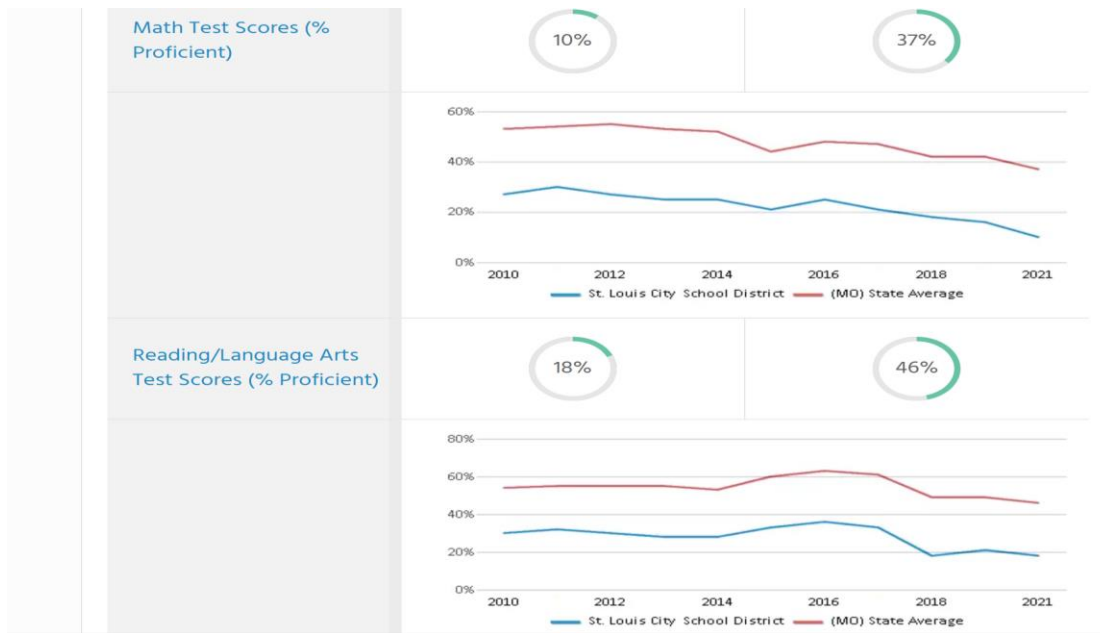 Math Test Scores (%
Proficient)
10%
37%
60%
40%
20%
0%
2010 2012 2014 2016 2018 2021
St. Louis City School District (MO) State Average
Reading/Language Arts
Test Scores (% Proficient)
18%
46%
80%
60%
40%
20%
0%
2010 2012 2014 2016 2018 2021
St. Louis City School District (MO) State Average